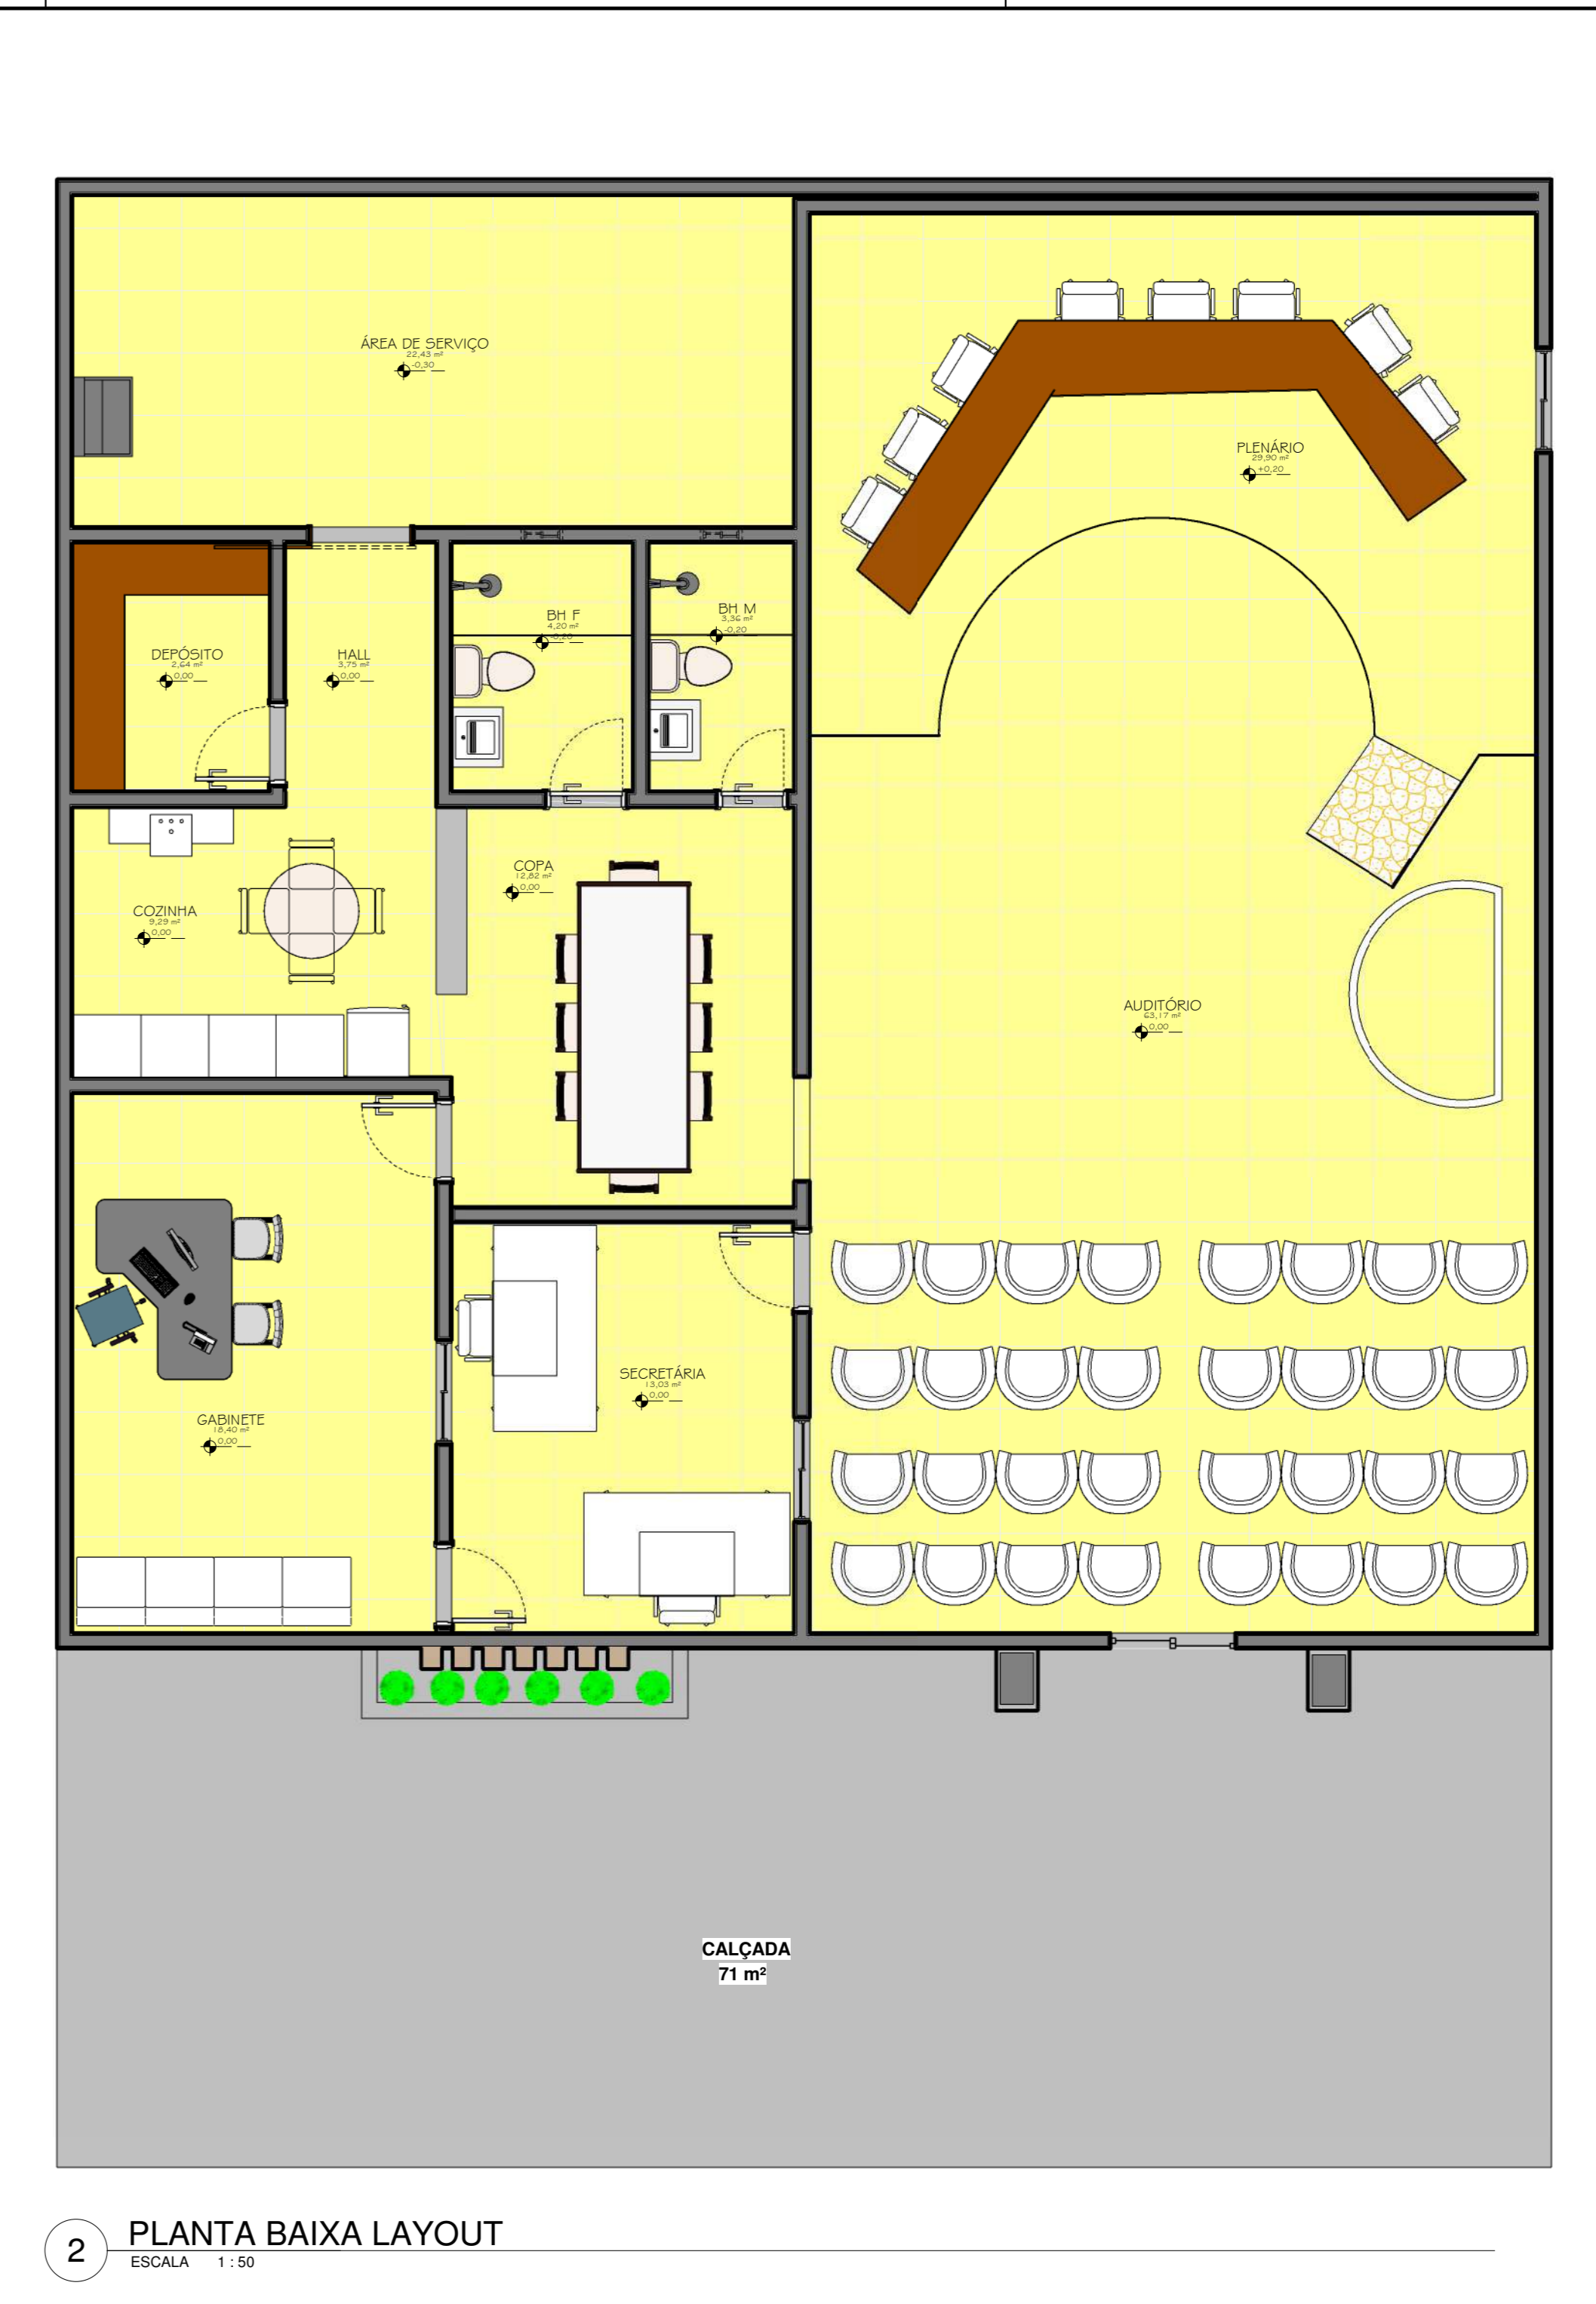 ÁREA DE SERVIÇO
22,43 m²
-0,30
PLENÁRIO
29,90 m²
+0,20
BH F
4,20 m²
-0,20
BH M
3,36 m²
-0,20
DEPÓSITO
2,64 m²
0,00
HALL
3,75 m²
0,00
COPA
12,82 m²
0,00
COZINHA
9,29 m²
0,00
AUDITÓRIO
63,17 m²
0,00
SECRETÁRIA
13,03 m²
0,00
GABINETE
18,40 m²
0,00
CALÇADA
71 m²
2
PLANTA BAIXA LAYOUT
ESCALA 1 : 50